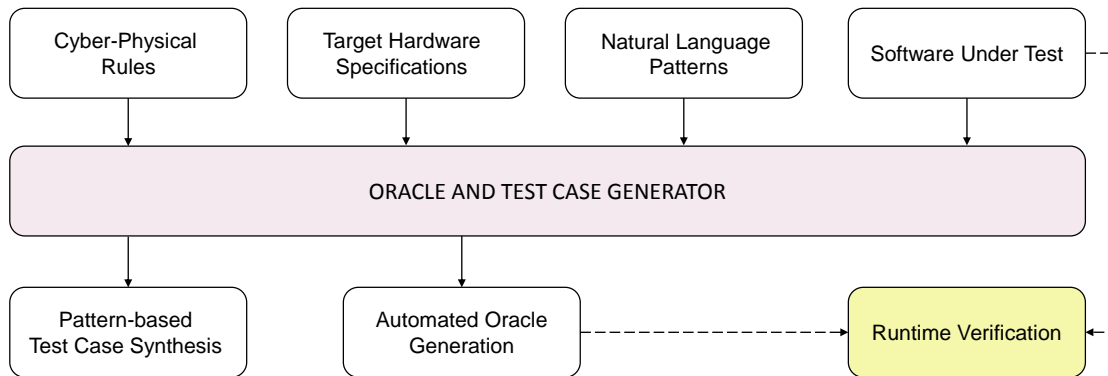 Cyber-Physical
Rules
Target Hardware
Specifications
Natural Language
Patterns
Software Under Test
ORACLE AND TEST CASE GENERATOR
Pattern-based
Test Case Synthesis
Automated Oracle
Generation
Runtime Verification